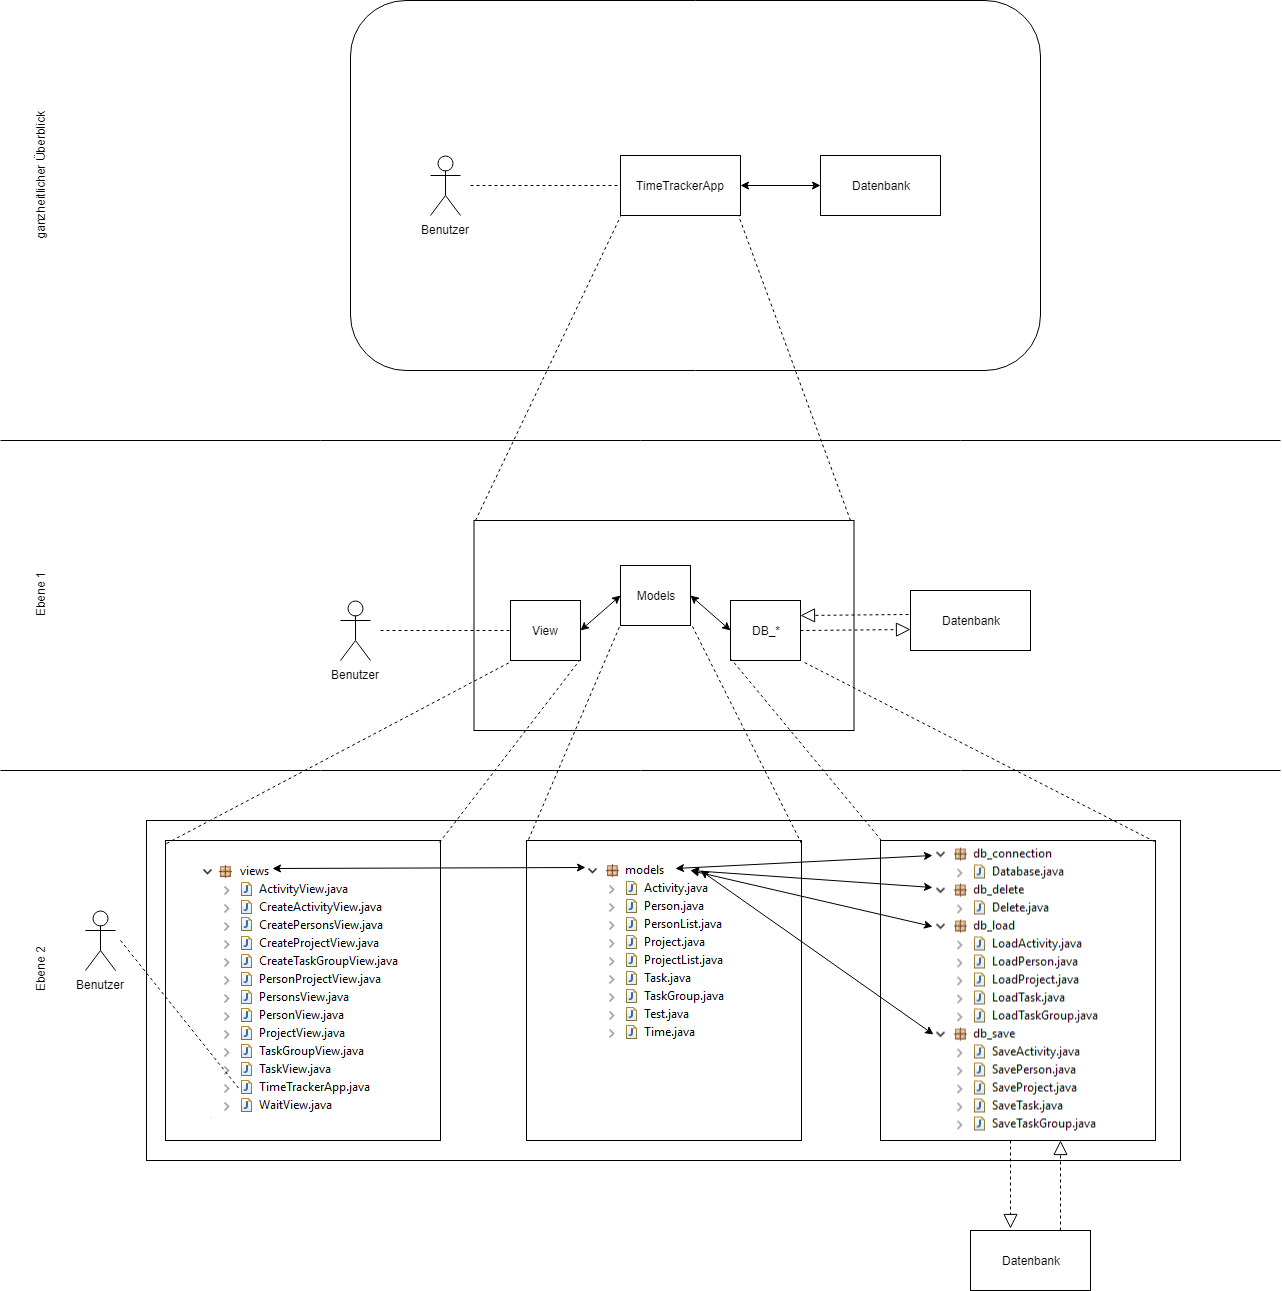 ganzheitlicher Überblick
Benutzer
TimeTrackerApp
Datenbank
Ebene 1
Benutzer
View
Models
DB_*
Datenbank
Ebene 2
Benutzer
views
ActivityView.java
CreateActivityView.java
CreatePersonsView.java
CreateProjectView.java
CreateTaskGroupView.java
PersonProjectView.java
PersonsView.java
PersonView.java
ProjectView.java
TaskGroupView.java
TaskView.java
TimeTrackerApp.java
WaitView.java
models
Activity.java
Person.java
PersonList.java
Project.java
ProjectList.java
Task.java
TaskGroup.java
Test.java
Time.java
db_connection
Database.java
db_delete
Delete.java
db_load
LoadActivity.java
LoadPerson.java
LoadProject.java
LoadTask.java
LoadTaskGroup.java
db_save
SaveActivity.java
SavePerson.java
SaveProject.java
SaveTask.java
SaveTaskGroup.java
Datenbank